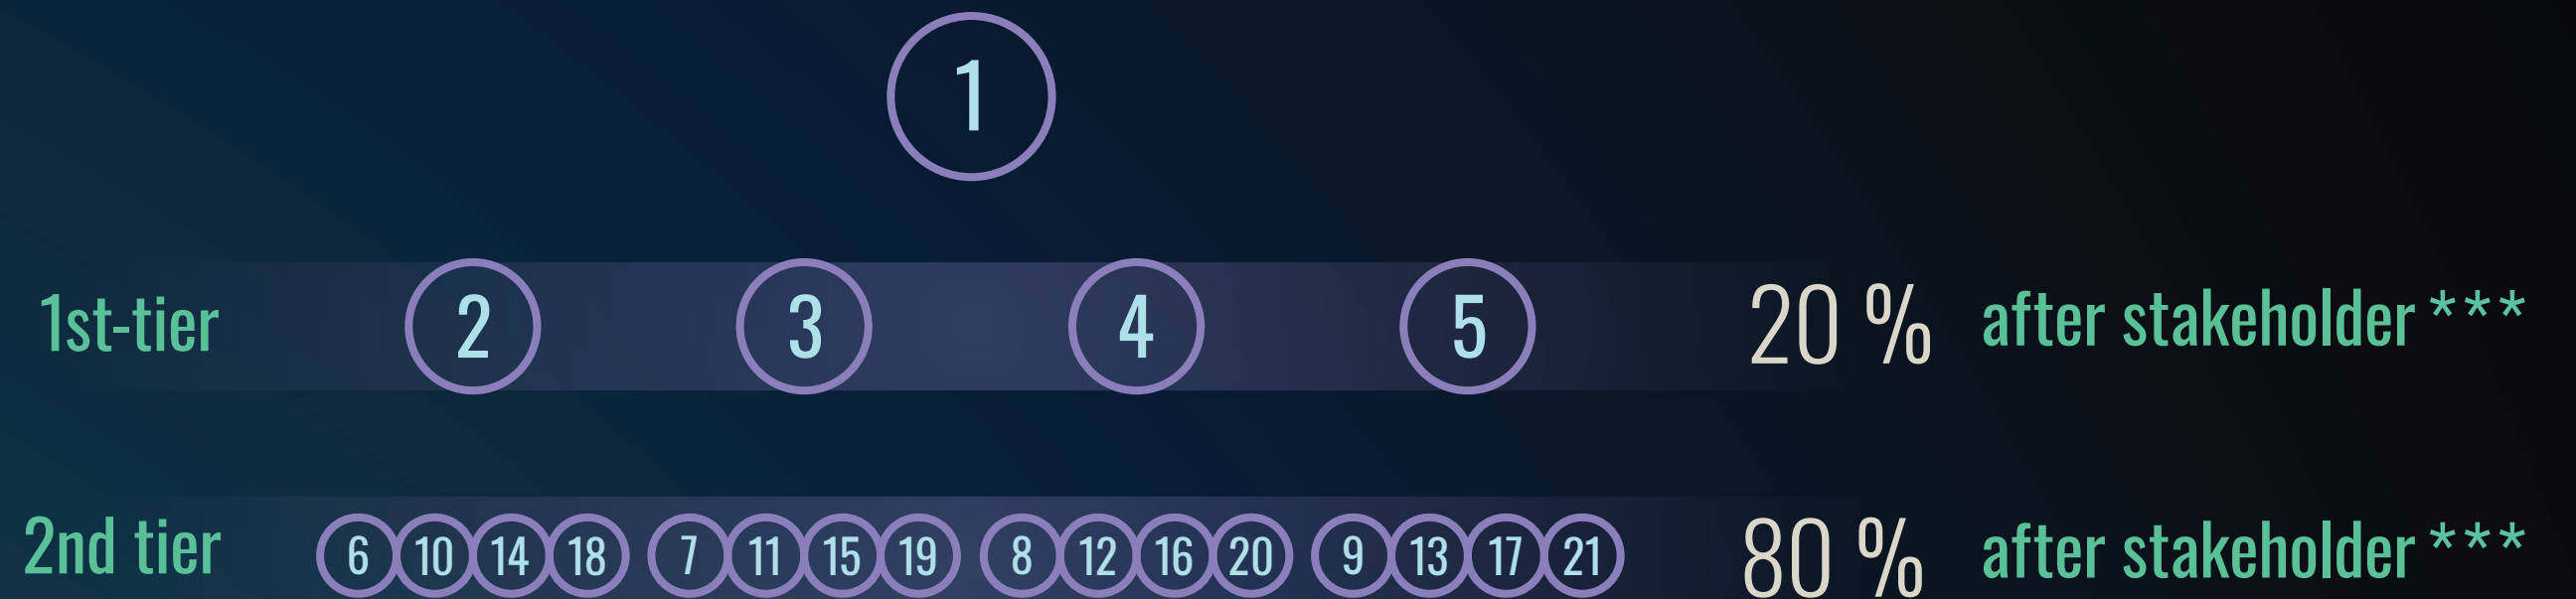 1
1st-tier 2 3 4 5 20 % after stakeholder ***
2nd tier 6 10 14 18 7 11 15 19 8 12 16 20 9 13 17 21 80 % after stakeholder ***